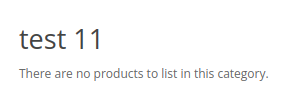 test 11
There are no products to list in this category.